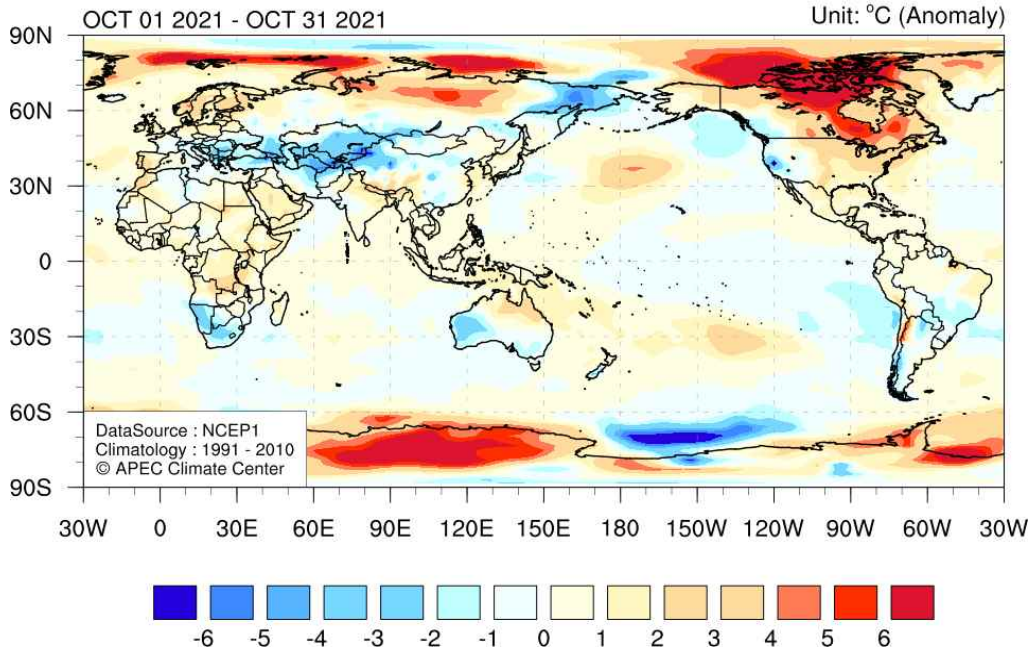 OCT 01 2021 - OCT 31 2021 Unit: °C (Anomaly)
90N
60N
30N
0
30S
60S
90S
DataSource : NCEP1
Climatology : 1991 - 2010
© APEC Climate Center
30W 0 30E 60E 90E 120E 150E 180 150W 120W 90W 60W 30W
-6 -5 -4 -3 -2 -1 0 1 2 3 4 5 6